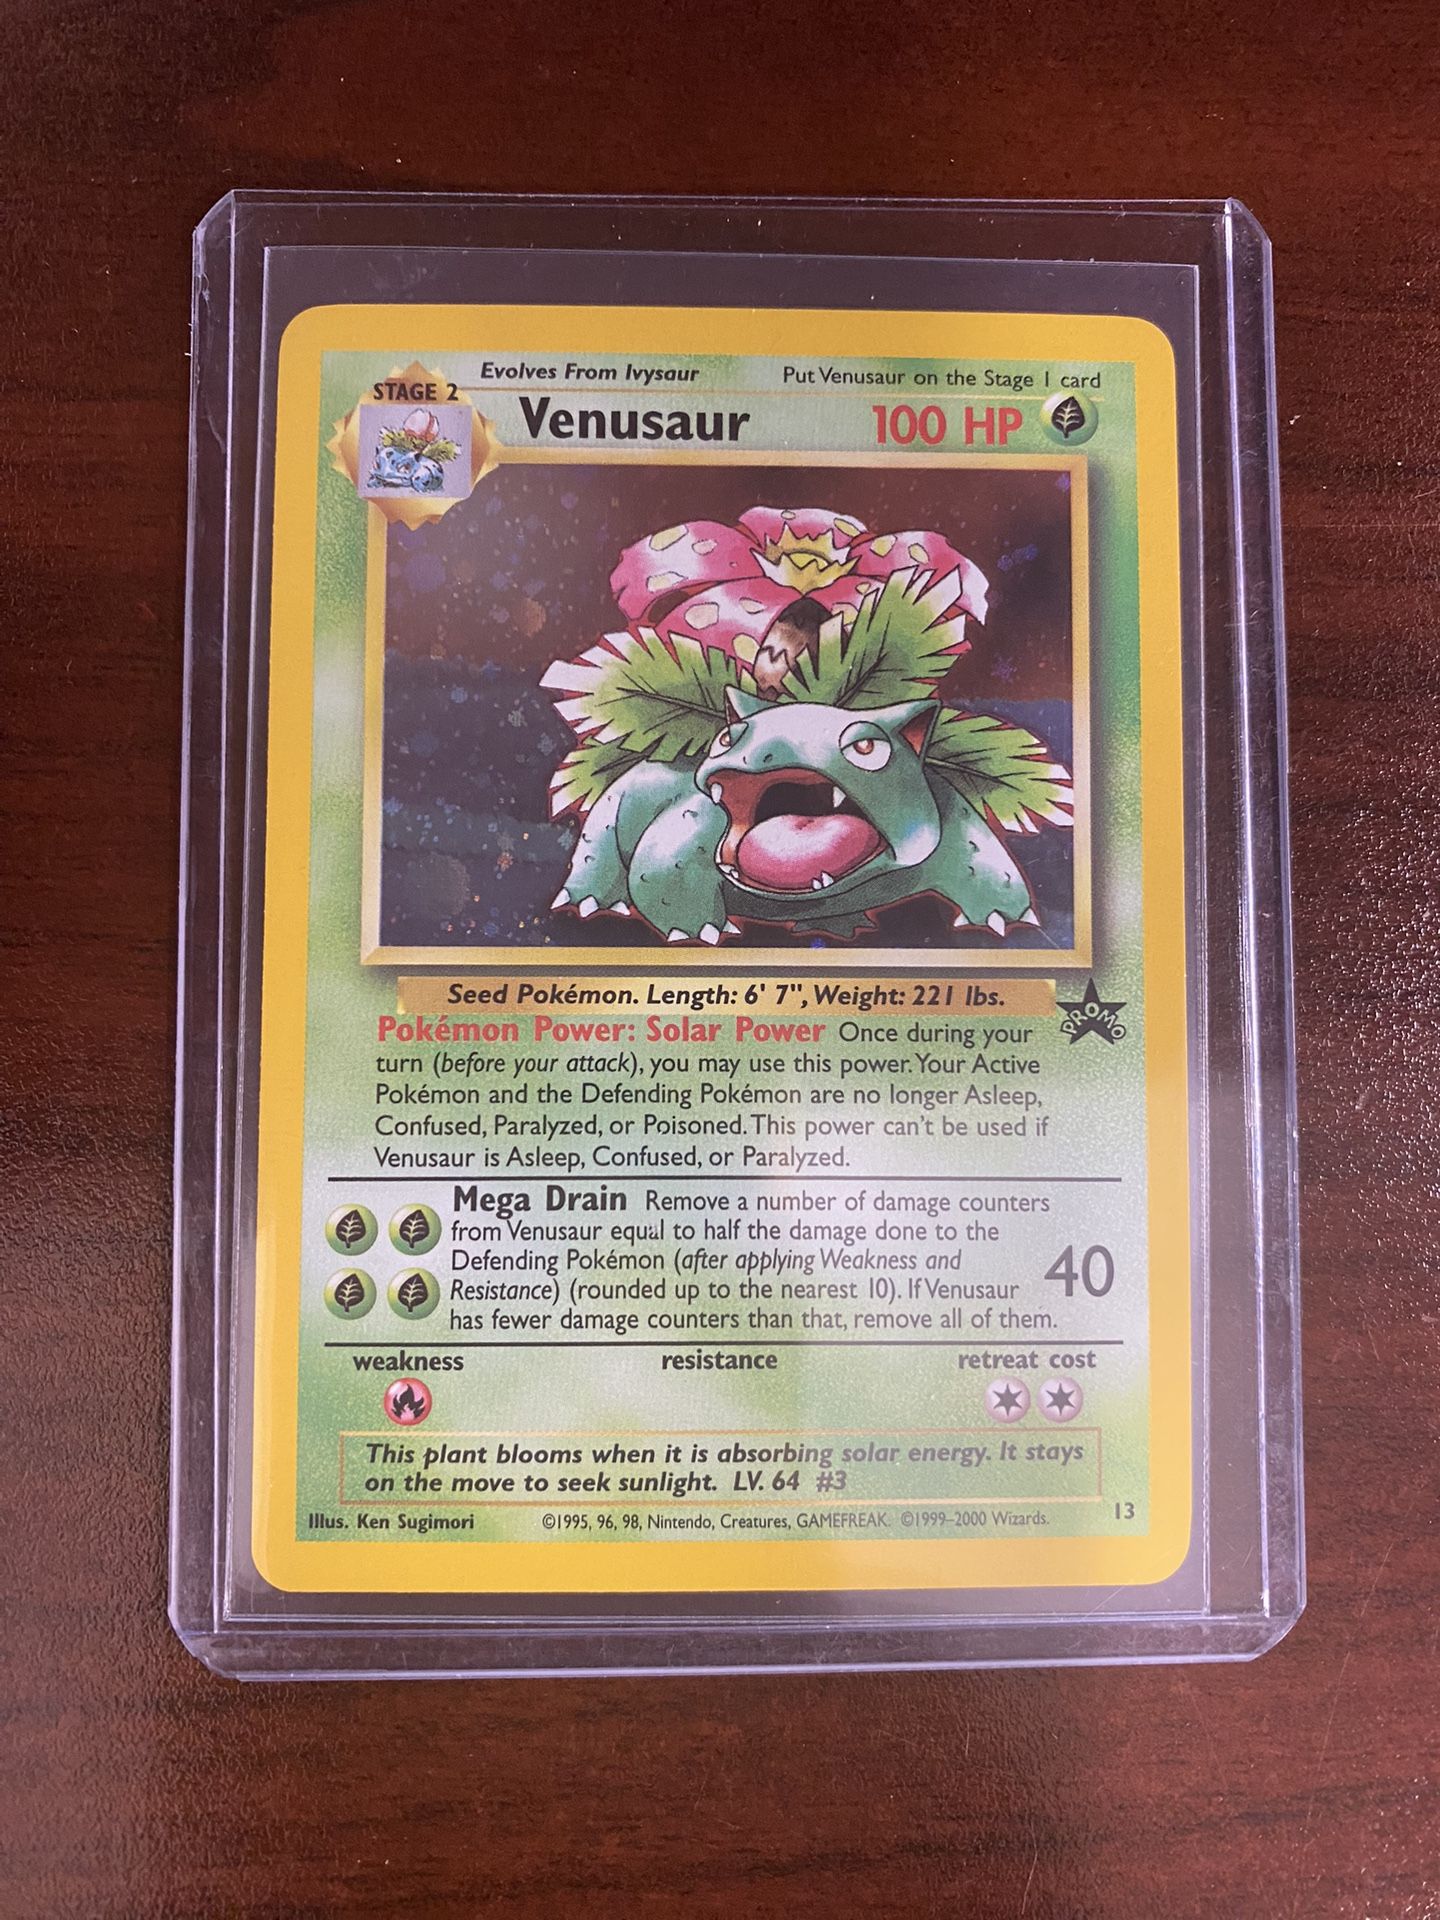 Evolves From Ivysaur Put Venusaur on the Stage 1 card
STAGE 2
Venusaur 100 HP
Seed Pokémon. Length: 6' 7", Weight: 221 lbs.
PROMO
Pokémon Power: Solar Power Once during your
turn (before your attack), you may use this power. Your Active
Pokémon and the Defending Pokémon are no longer Asleep,
Confused, Paralyzed, or Poisoned. This power can't be used if
Venusaur is Asleep, Confused, or Paralyzed.
Mega Drain Remove a number of damage counters
from Venusaur equal to half the damage done to the
Defending Pokémon (after applying Weakness and
Resistance) (rounded up to the nearest 10). If Venusaur
has fewer damage counters than that, remove all of them.
40
weakness resistance retreat cost
This plant blooms when it is absorbing solar energy. It stays
on the move to seek sunlight. LV. 64 #3
Illus. Ken Sugimori ©1995, 96, 98, Nintendo, Creatures, GAMEFREAK. ©1999–2000 Wizards. 13